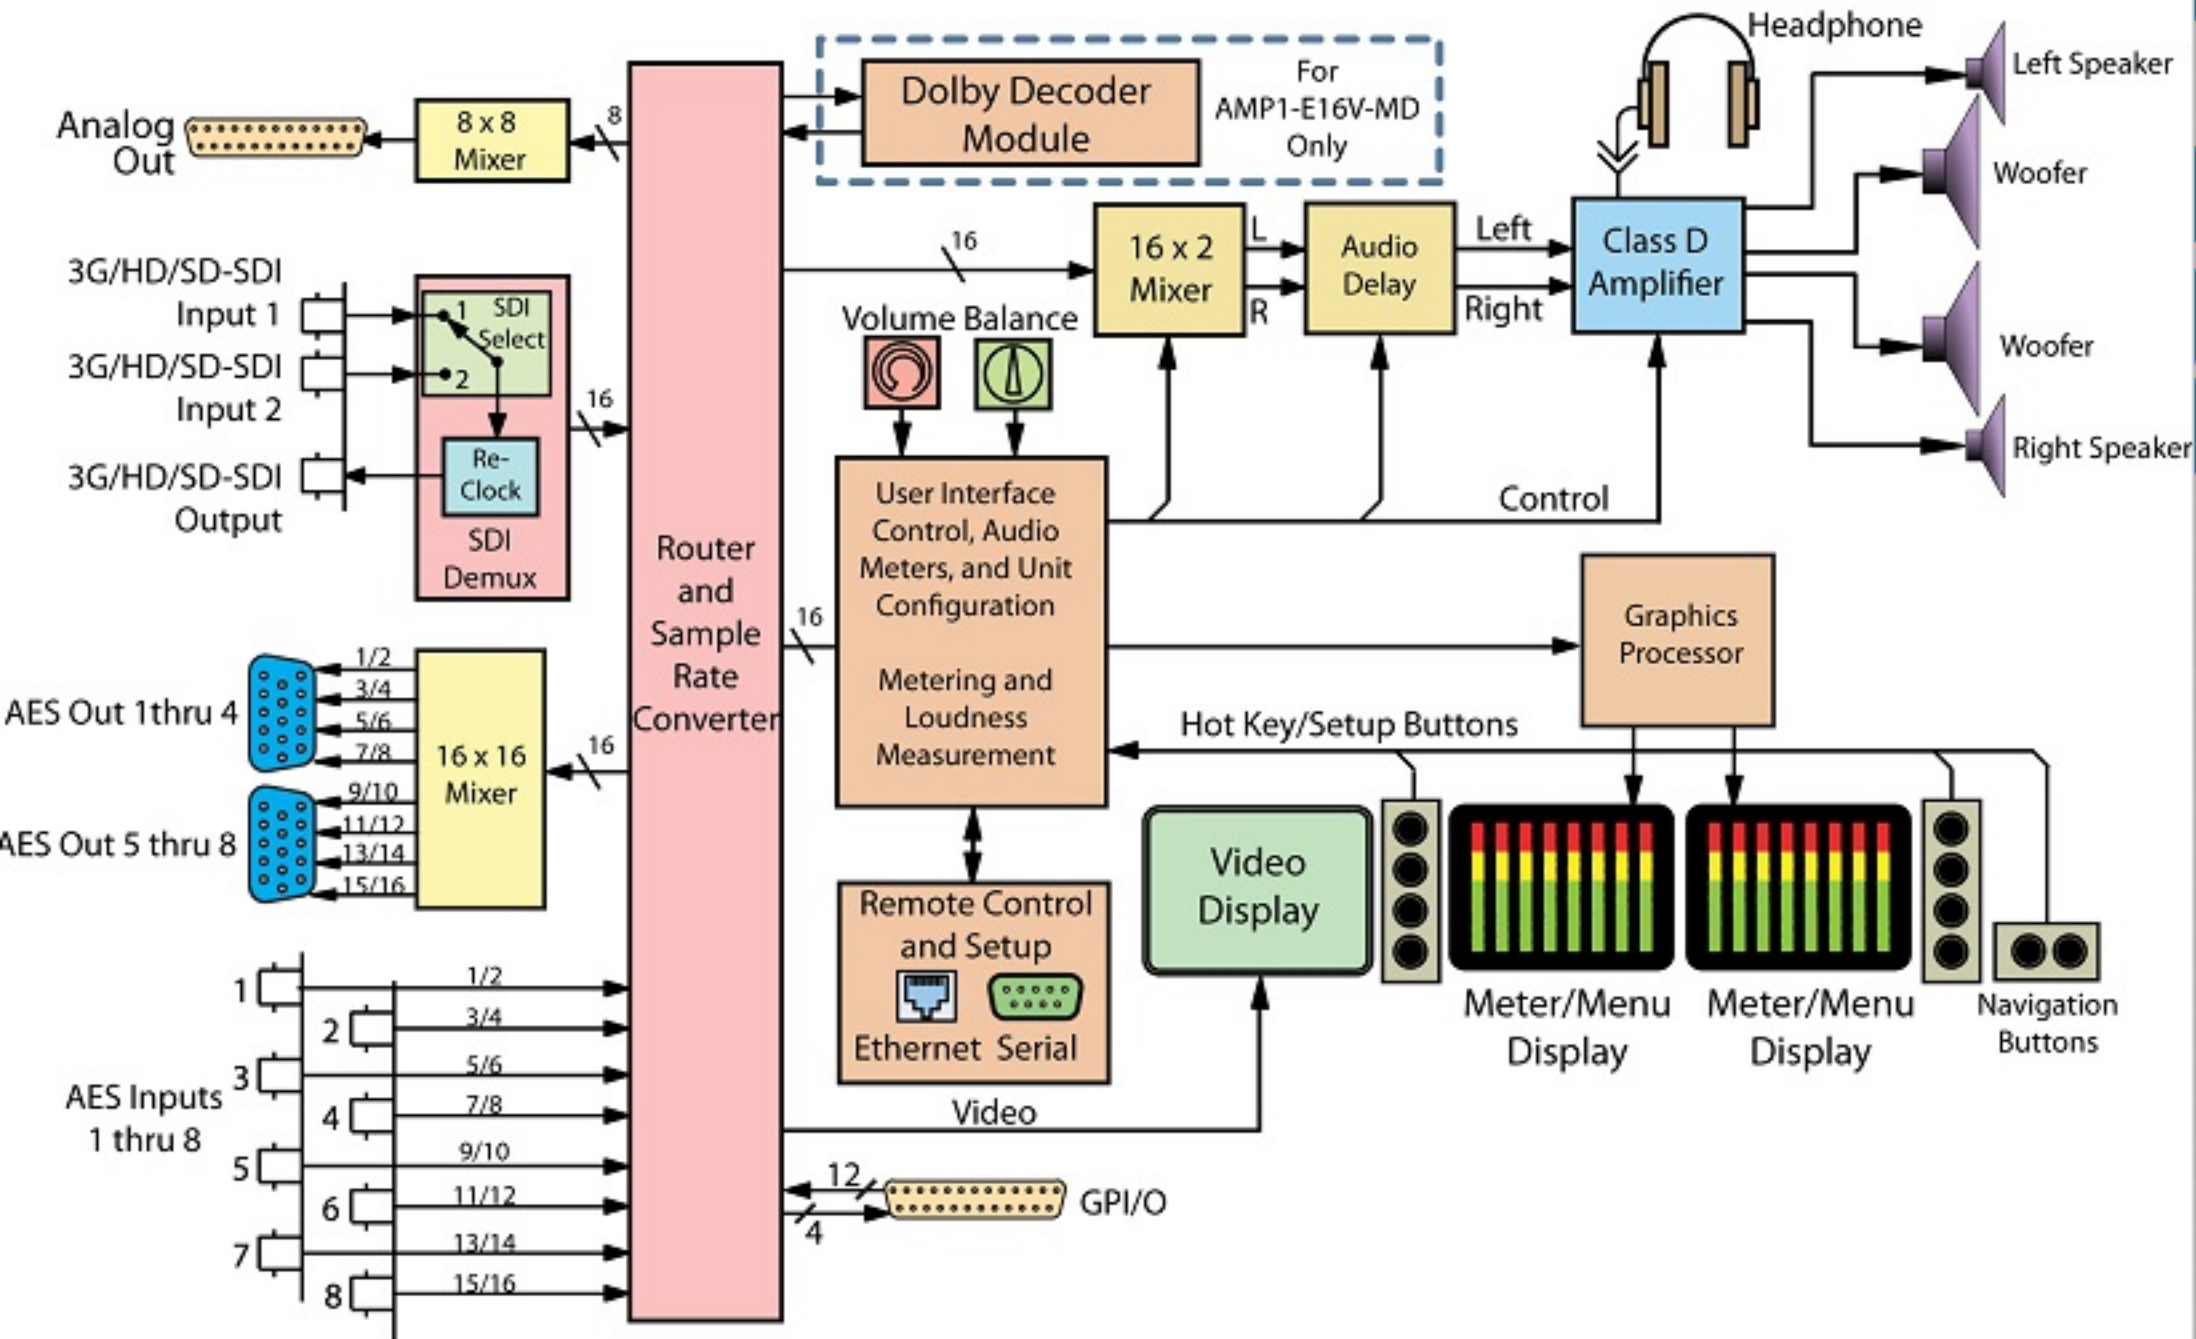 Analog
Out
8 x 8
Mixer
8
Dolby Decoder
Module
For
AMP1-E16V-MD
Only
Headphone
Left Speaker
Woofer
Woofer
Right Speaker
3G/HD/SD-SDI
Input 1
3G/HD/SD-SDI
Input 2
3G/HD/SD-SDI
Output
1
2
SDI
Select
Re-
Clock
SDI
Demux
16
16
16 x 2
Mixer
L
R
Audio
Delay
Left
Right
Class D
Amplifier
Volume Balance
Control
Router
and
Sample
Rate
Converter
User Interface
Control, Audio
Meters, and Unit
Configuration
Metering and
Loudness
Measurement
16
Graphics
Processor
Hot Key/Setup Buttons
AES Out 1thru 4
1/2
3/4
5/6
7/8
AES Out 5 thru 8
9/10
11/12
13/14
15/16
16 x 16
Mixer
16
Remote Control
and Setup
Ethernet Serial
Video
Display
Meter/Menu
Display
Meter/Menu
Display
Navigation
Buttons
AES Inputs
1 thru 8
1
1/2
2
3/4
3
5/6
4
7/8
5
9/10
6
11/12
7
13/14
8
15/16
Video
12
4
GPI/O